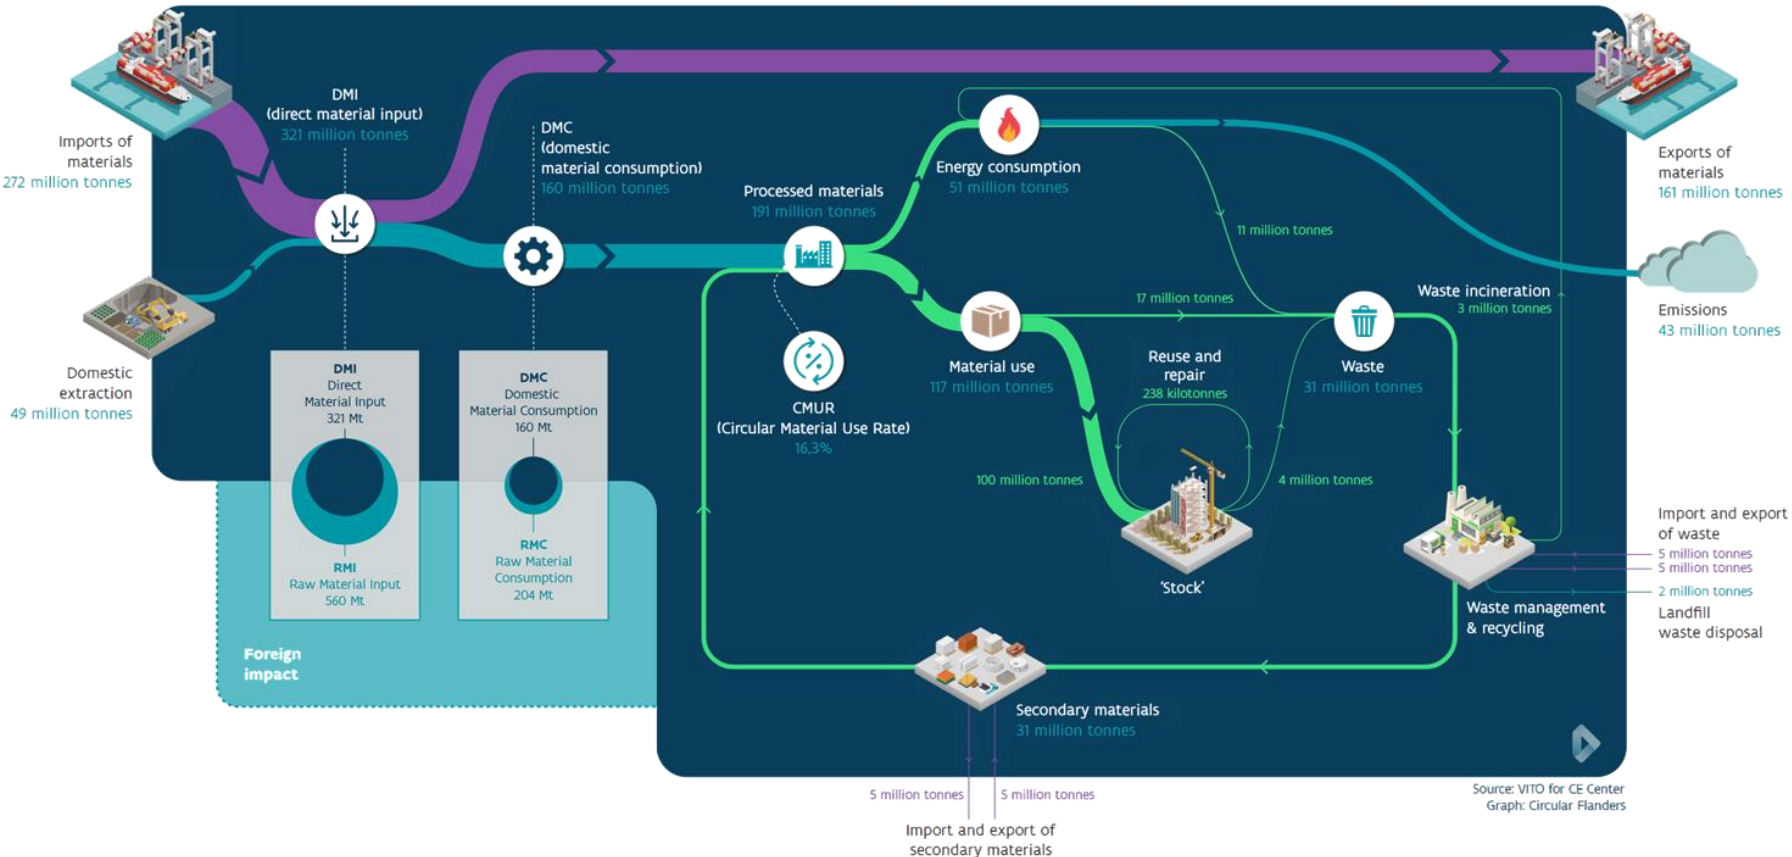 Imports of
materials
272 million tonnes
Domestic
extraction
49 million tonnes
DMI
(direct material input)
321 million tonnes
DMC
(domestic
material consumption)
160 million tonnes
Processed materials
191 million tonnes
CMUR
(Circular Material Use Rate)
16,3%
Energy consumption
51 million tonnes
11 million tonnes
Material use
117 million tonnes
17 million tonnes
100 million tonnes
Reuse and
repair
238 kilotonnes
'Stock'
4 million tonnes
Waste
31 million tonnes
Waste incineration
3 million tonnes
Exports of
materials
161 million tonnes
Emissions
43 million tonnes
Import and export
of waste
5 million tonnes
5 million tonnes
2 million tonnes
Landfill
waste disposal
Waste management
& recycling
Secondary materials
31 million tonnes
5 million tonnes
5 million tonnes
Import and export of
secondary materials
DMI
Direct
Material Input
321 Mt
RMI
Raw Material Input
560 Mt
DMC
Domestic
Material Consumption
160 Mt
RMC
Raw Material
Consumption
204 Mt
Foreign
impact
Source: VITO for CE Center
Graph: Circular Flanders